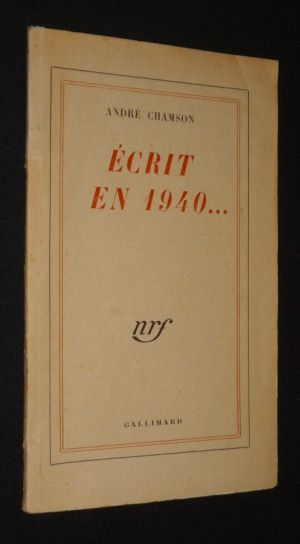 ANDRÉ CHAMSON
ÉCRIT
EN 1940...
nrf
GALLIMARD